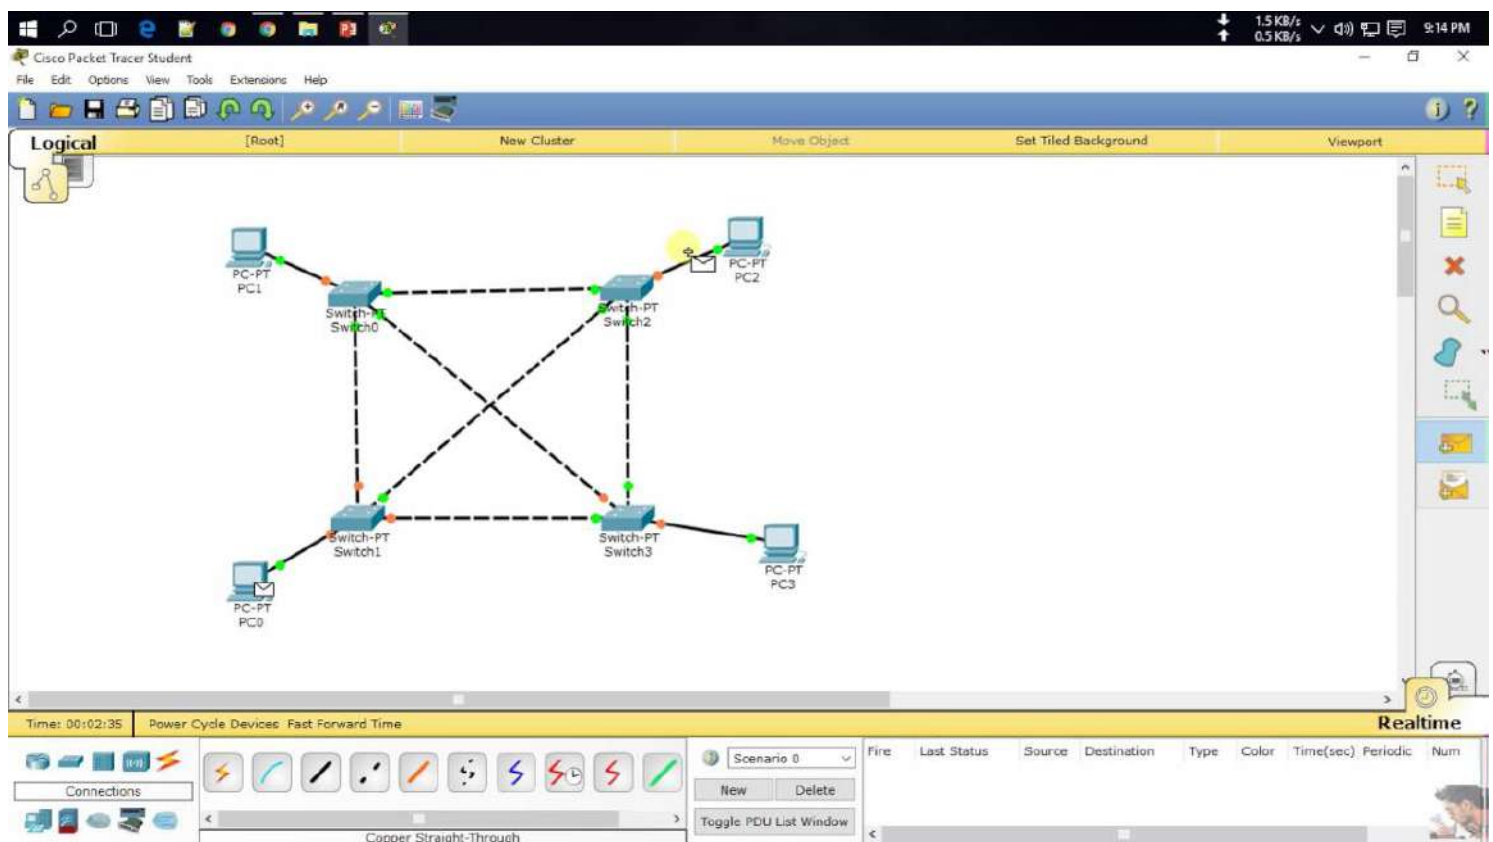 1.5 KB/s
0.5 KB/s
9:14 PM
Cisco Packet Tracer Student
File Edit Options View Tools Extensions Help
Logical [Root] New Cluster Move Object Set Tiled Background Viewport
PC-PT
PC1
PC-PT
PC2
Switch-PT
Switch0
Switch-PT
Switch2
Switch-PT
Switch1
Switch-PT
Switch3
PC-PT
PC3
PC-PT
PC0
Time: 00:02:35 Power Cycle Devices Fast Forward Time Realtime
Connections
Copper Straight-Through
Scenario 0
New Delete
Toggle PDU List Window
Fire Last Status Source Destination Type Color Time(sec) Periodic Num